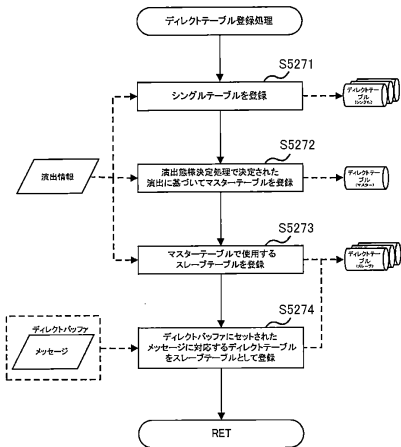 ディレクトテーブル登録処理
S5271
シングルテーブルを登録
ディレクトテー
ブル
(シングル)
S5272
演出情報
演出態様決定処理で決定された
演出に基づいてマスターテーブルを登録
ディレクトテー
ブル
(マスター)
S5273
マスターテーブルで使用する
スレーブテーブルを登録
ディレクトテー
ブル
(スレーブ)
S5274
ディレクトバッファ
メッセージ
ディレクトバッファにセットされた
メッセージに対応するディレクトテーブル
をスレーブテーブルとして登録
RET